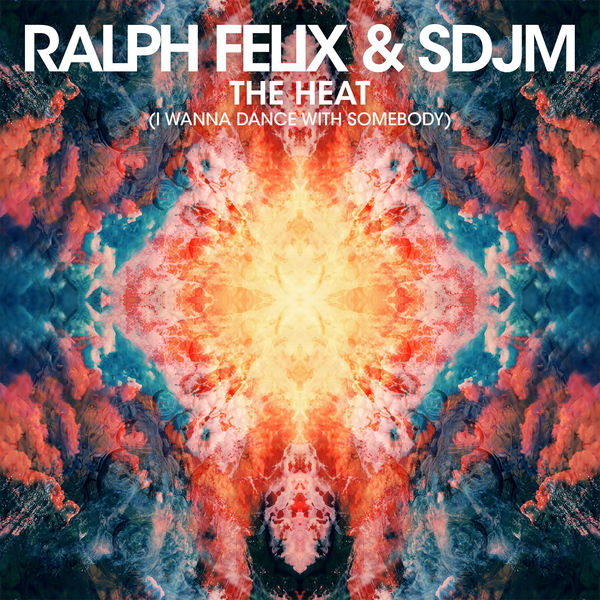 RALPH FELIX & SDJM
THE HEAT
(I WANNA DANCE WITH SOMEBODY)